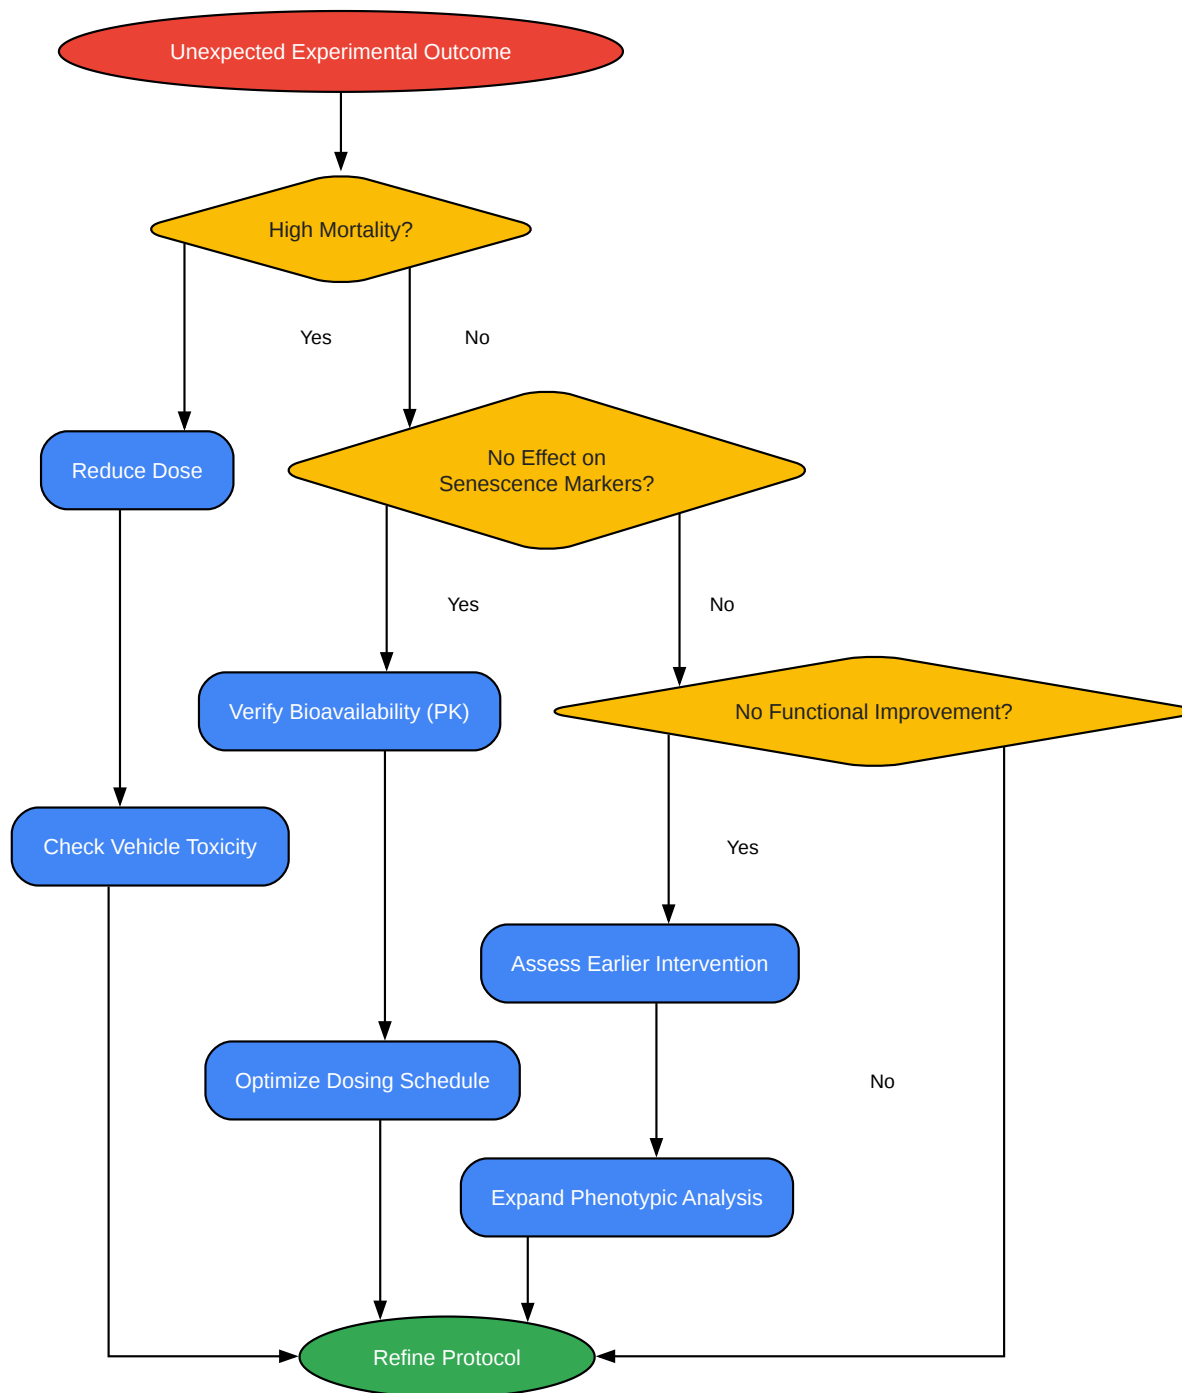 Unexpected Experimental Outcome
High Mortality?
Yes
No
Reduce Dose
No Effect on
Senescence Markers?
Yes
No
Verify Bioavailability (PK)
No Functional Improvement?
Check Vehicle Toxicity
Yes
Assess Earlier Intervention
Optimize Dosing Schedule
No
Expand Phenotypic Analysis
Refine Protocol